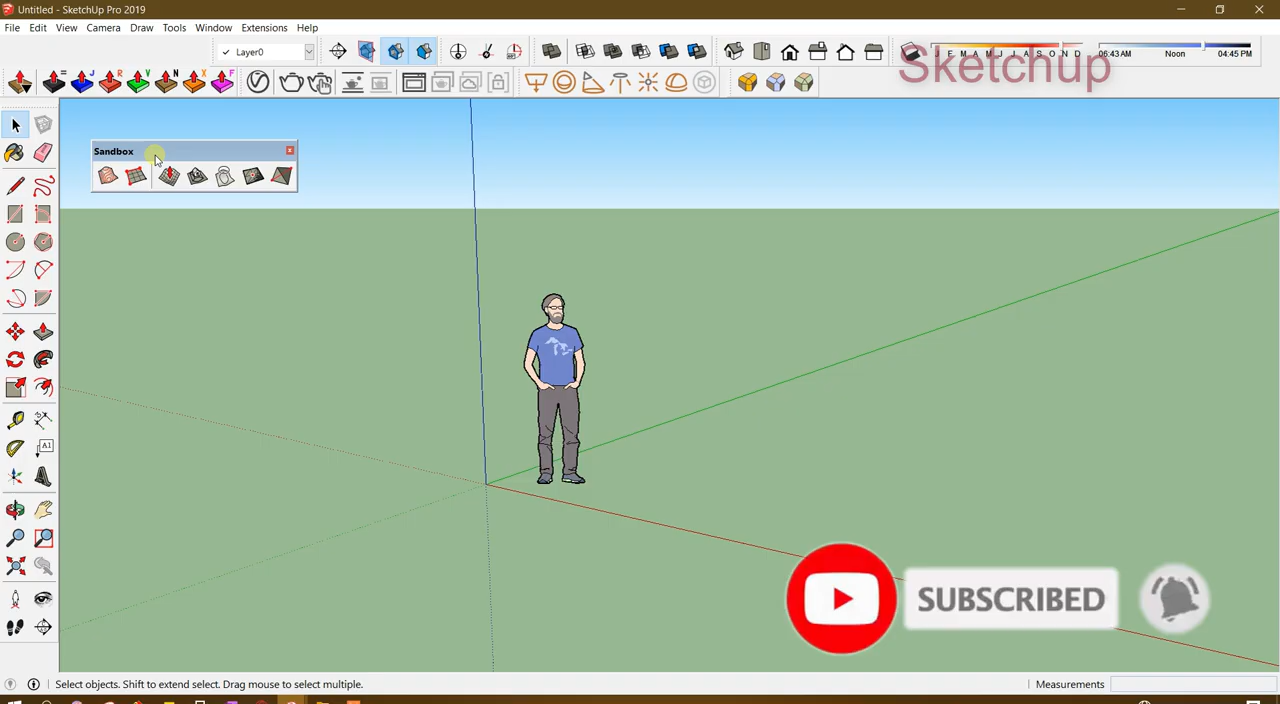 Untitled - SketchUp Pro 2019
File Edit View Camera Draw Tools Window Extensions Help
Layer0
J F M A M J J A S O N D
06:43 AM Noon 04:45 PM
Sketchup
Sandbox
A1
SUBSCRIBED
Select objects. Shift to extend select. Drag mouse to select multiple.
Measurements